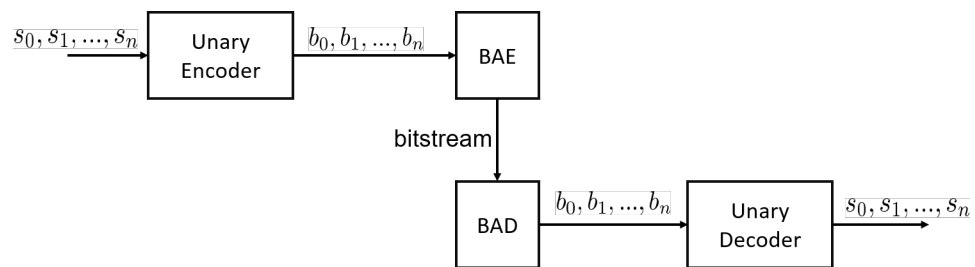 s_0, s_1, ..., s_n
Unary
Encoder
b_0, b_1, ..., b_n
BAE
bitstream
BAD
b_0, b_1, ..., b_n
Unary
Decoder
s_0, s_1, ..., s_n